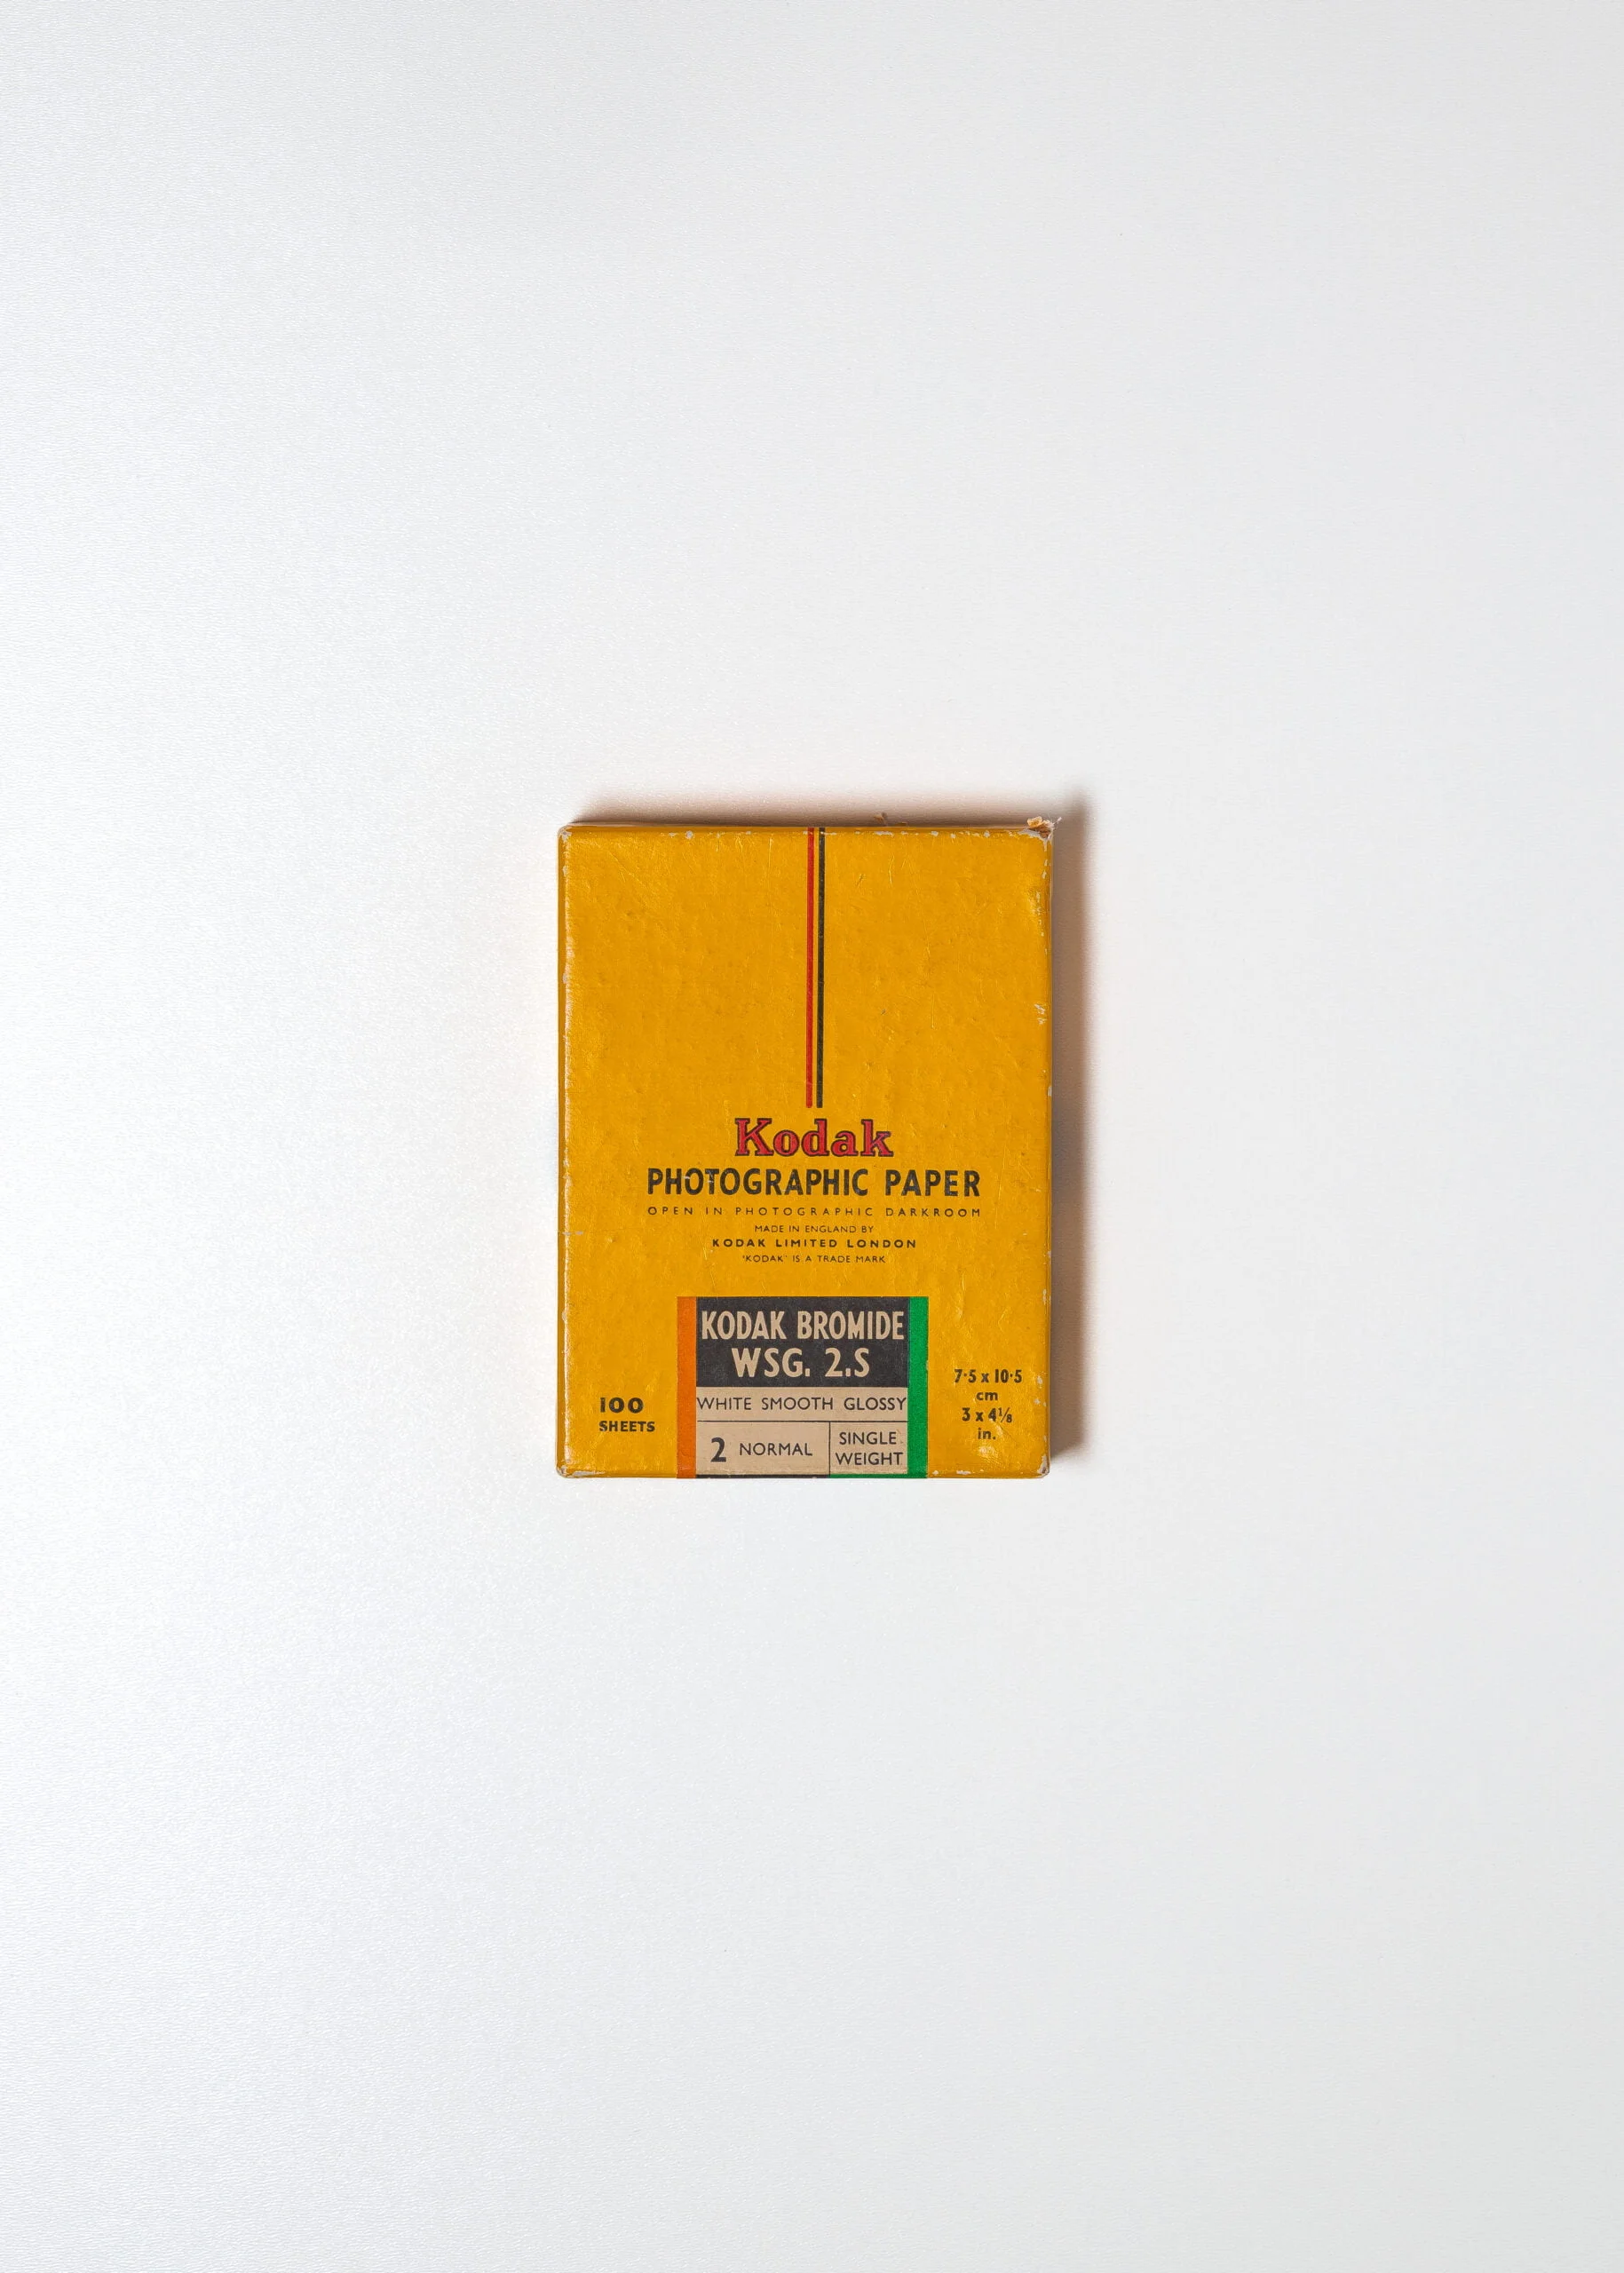 Kodak
PHOTOGRAPHIC PAPER
OPEN IN PHOTOGRAPHIC DARKROOM
MADE IN ENGLAND BY
KODAK LIMITED LONDON
"KODAK" IS A TRADE MARK
KODAK BROMIDE
WSG. 2.S
WHITE SMOOTH GLOSSY
2 NORMAL
SINGLE
WEIGHT
100
SHEETS
7·5 x 10·5
cm
3 x 4⅛
in.